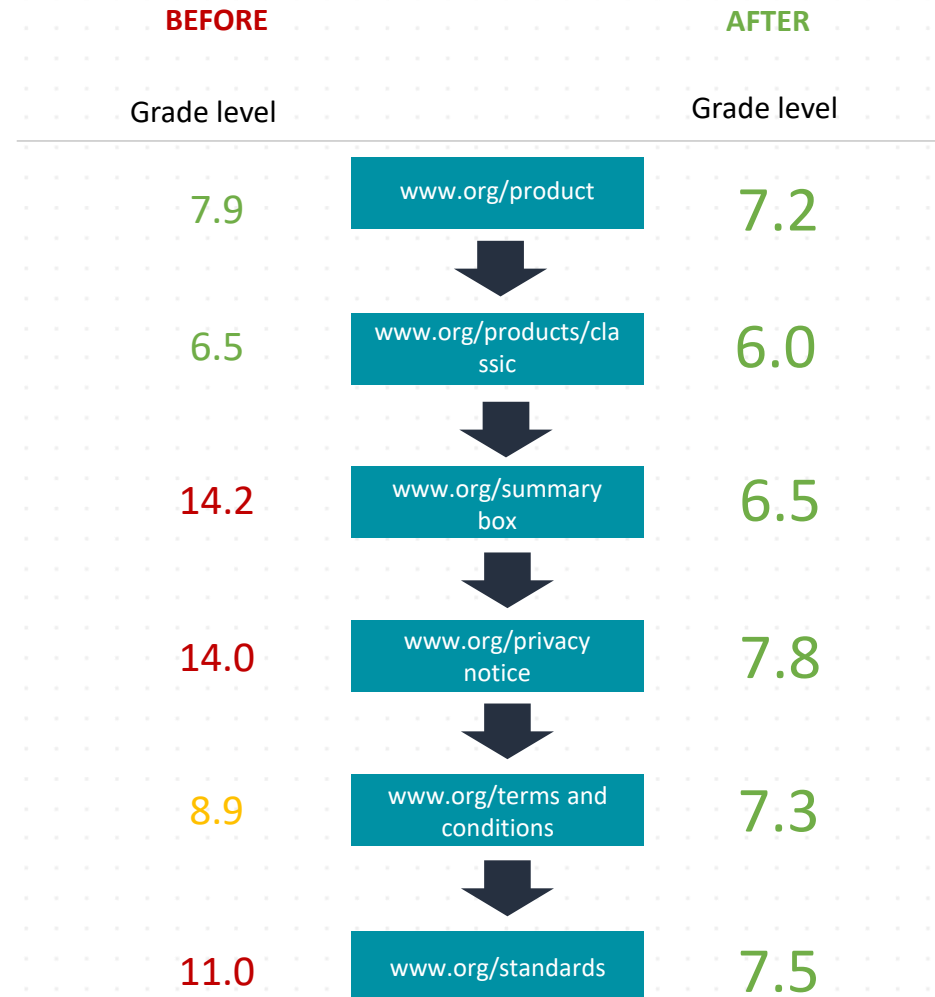 BEFORE AFTER
Grade level Grade level
7.9 www.org/product 7.2
6.5 www.org/products/cla
ssic 6.0
14.2 www.org/summary
box 6.5
14.0 www.org/privacy
notice 7.8
8.9 www.org/terms and
conditions 7.3
11.0 www.org/standards 7.5